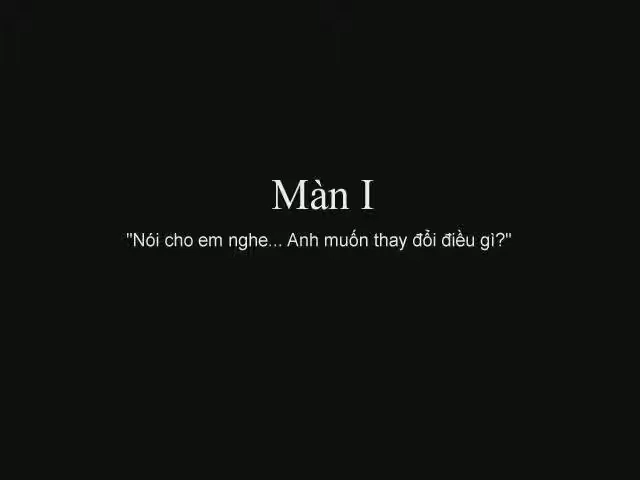 Màn I
"Nói cho em nghe... Anh muốn thay đổi điều gì?"